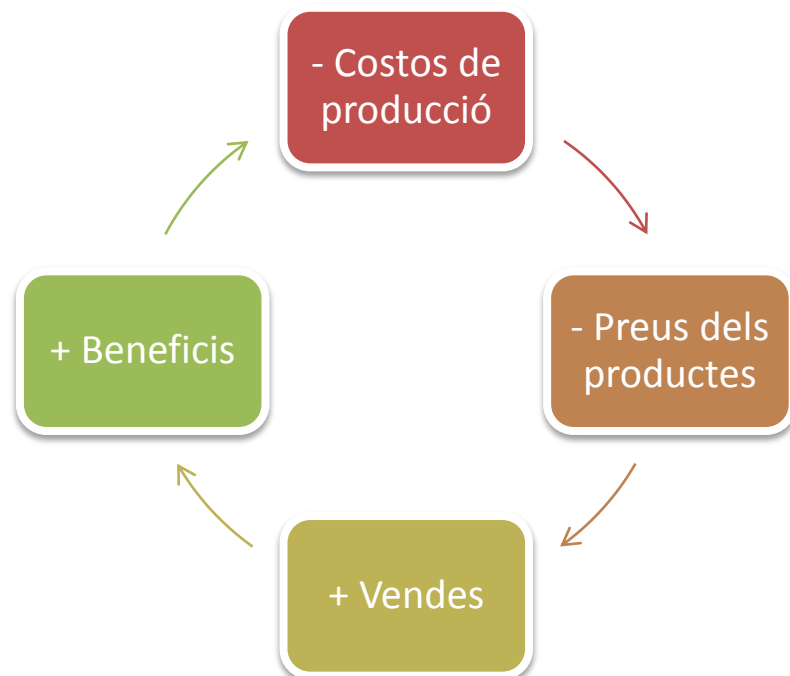 - Costos de
producció
- Preus dels
productes
+ Vendes
+ Beneficis